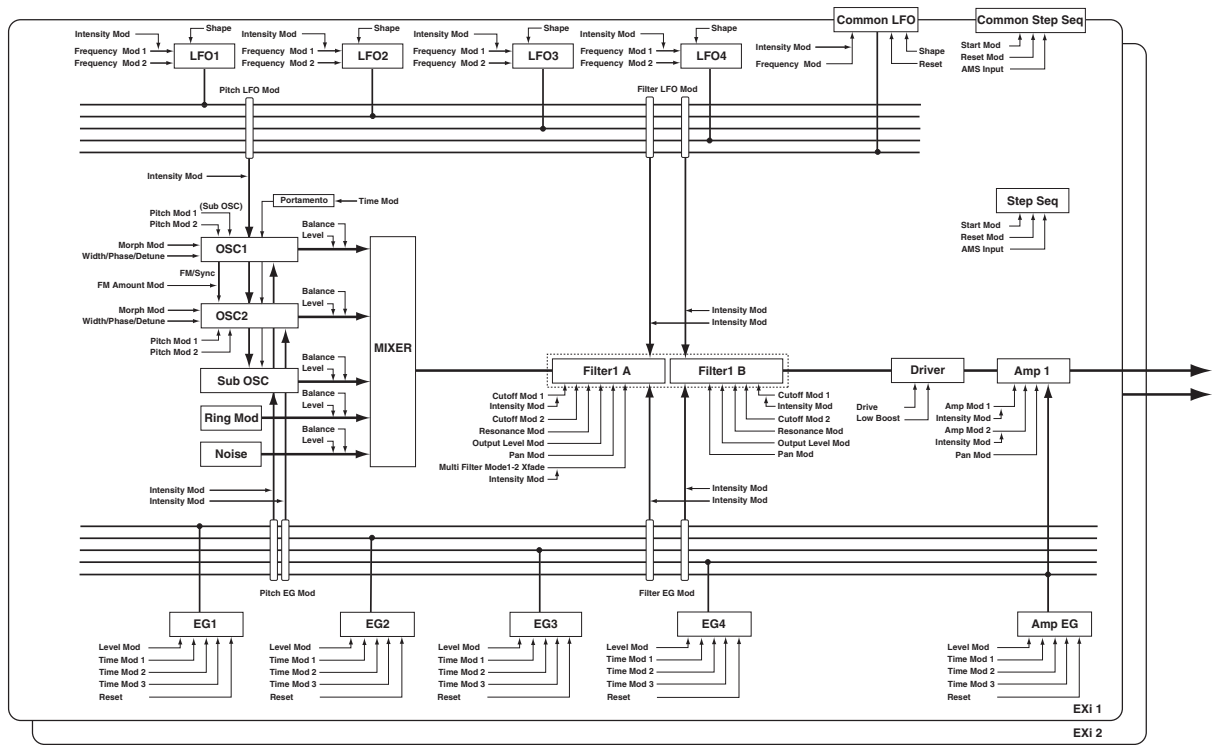 Common LFO
Common Step Seq
Intensity Mod
Shape
Frequency Mod 1
Frequency Mod 2
LFO1
Intensity Mod
Shape
Frequency Mod 1
Frequency Mod 2
LFO2
Intensity Mod
Shape
Frequency Mod 1
Frequency Mod 2
LFO3
Intensity Mod
Shape
Frequency Mod 1
Frequency Mod 2
LFO4
Intensity Mod
Frequency Mod
Shape
Reset
Start Mod
Reset Mod
AMS Input
Pitch LFO Mod
Filter LFO Mod
Intensity Mod
(Sub OSC)
Portamento
Time Mod
Pitch Mod 1
Pitch Mod 2
Step Seq
Start Mod
Reset Mod
AMS Input
Morph Mod
Width/Phase/Detune
OSC1
Balance
Level
FM/Sync
FM Amount Mod
Morph Mod
Width/Phase/Detune
OSC2
Balance
Level
Pitch Mod 1
Pitch Mod 2
Intensity Mod
Intensity Mod
MIXER
Sub OSC
Balance
Level
Filter1 A
Filter1 B
Driver
Amp 1
Ring Mod
Balance
Level
Noise
Balance
Level
Cutoff Mod 1
Intensity Mod
Cutoff Mod 2
Resonance Mod
Output Level Mod
Pan Mod
Multi Filter Mode1-2 Xfade
Intensity Mod
Cutoff Mod 1
Intensity Mod
Cutoff Mod 2
Resonance Mod
Output Level Mod
Pan Mod
Drive
Low Boost
Amp Mod 1
Intensity Mod
Amp Mod 2
Intensity Mod
Pan Mod
Intensity Mod
Intensity Mod
Intensity Mod
Intensity Mod
Pitch EG Mod
Filter EG Mod
EG1
Level Mod
Time Mod 1
Time Mod 2
Time Mod 3
Reset
EG2
Level Mod
Time Mod 1
Time Mod 2
Time Mod 3
Reset
EG3
Level Mod
Time Mod 1
Time Mod 2
Time Mod 3
Reset
EG4
Level Mod
Time Mod 1
Time Mod 2
Time Mod 3
Reset
Amp EG
Level Mod
Time Mod 1
Time Mod 2
Time Mod 3
Reset
EXi 1
EXi 2